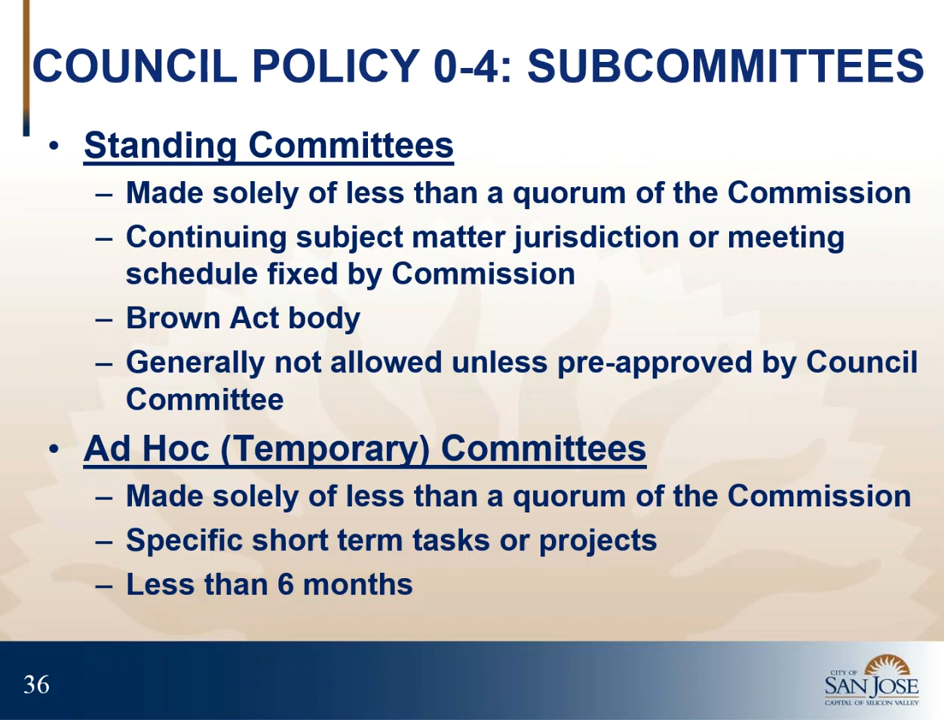 COUNCIL POLICY 0-4: SUBCOMMITTEES
• Standing Committees
– Made solely of less than a quorum of the Commission
– Continuing subject matter jurisdiction or meeting
schedule fixed by Commission
– Brown Act body
– Generally not allowed unless pre-approved by Council
Committee
• Ad Hoc (Temporary) Committees
– Made solely of less than a quorum of the Commission
– Specific short term tasks or projects
– Less than 6 months
36
CITY OF
SAN JOSE
CAPITAL OF SILICON VALLEY